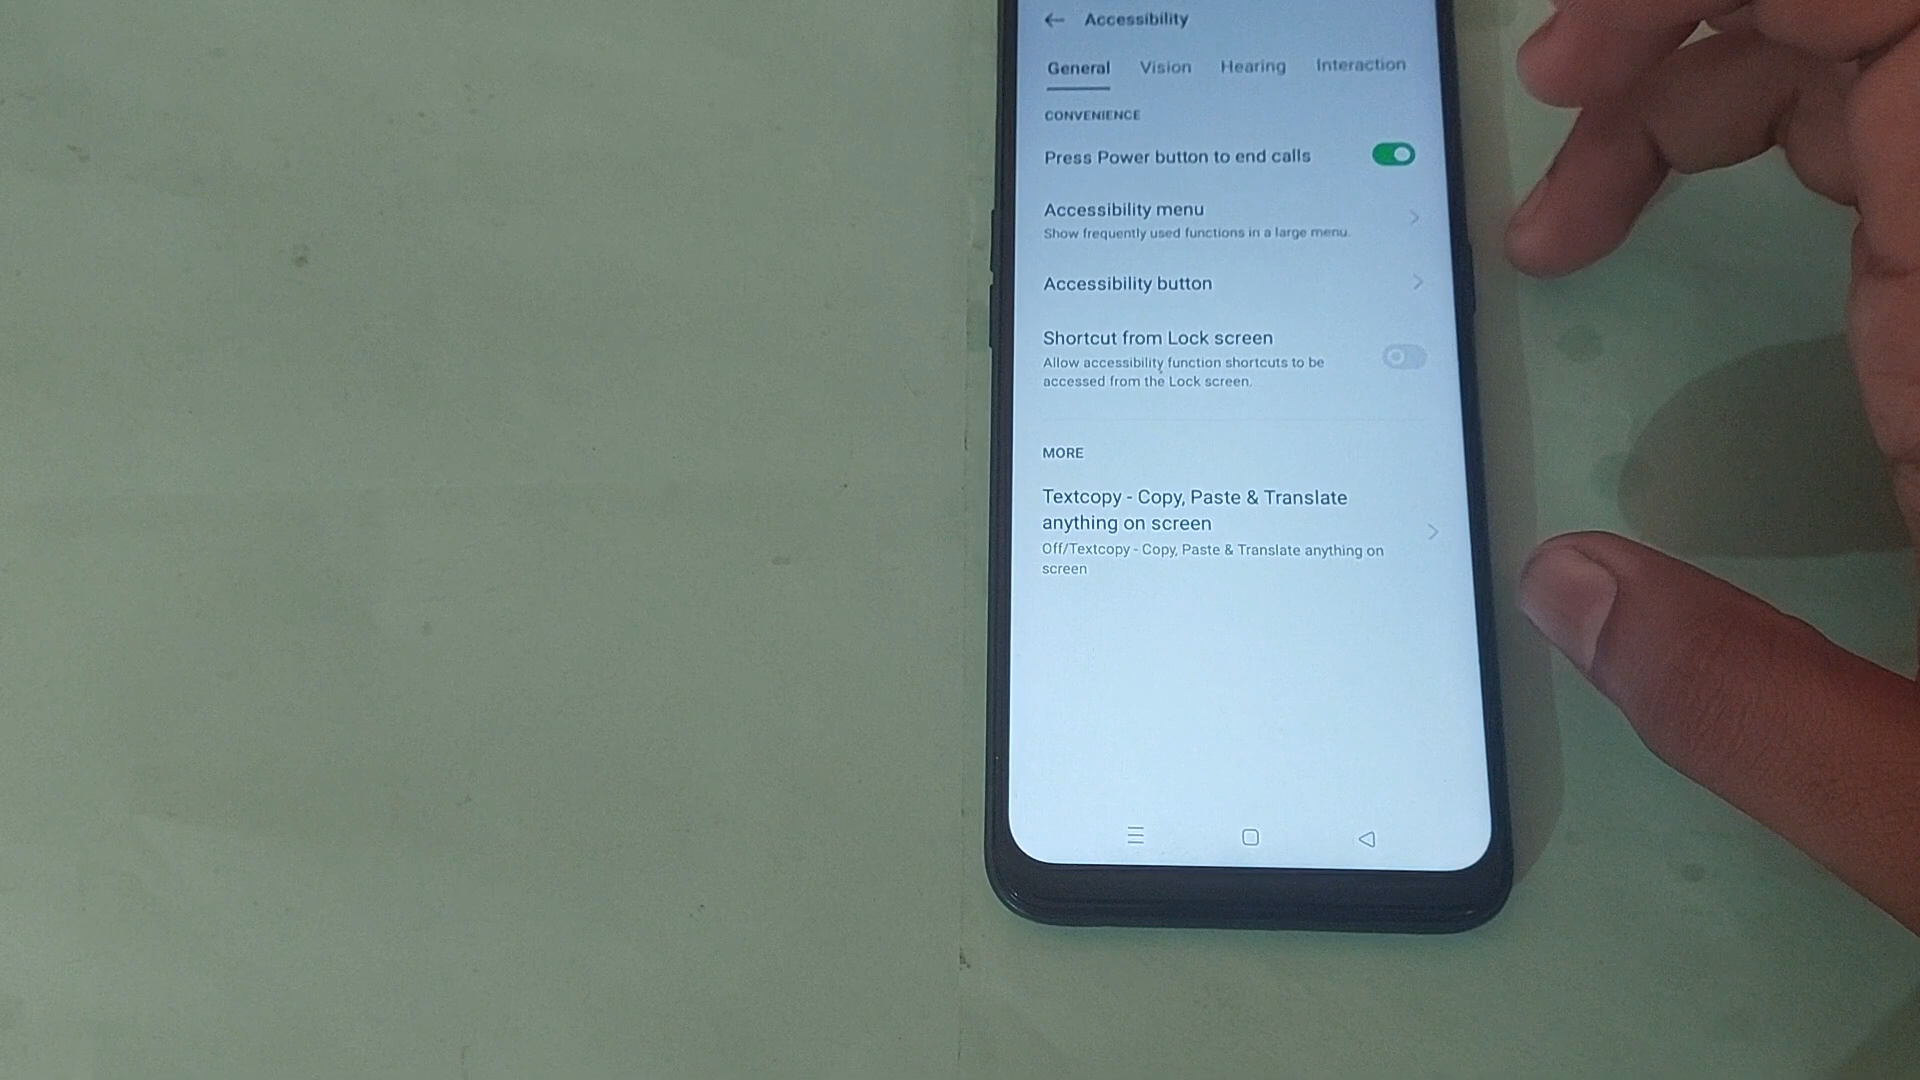 Accessibility
General Vision Hearing Interaction
CONVENIENCE
Press Power button to end calls
Accessibility menu
Show frequently used functions in a large menu.
Accessibility button
Shortcut from Lock screen
Allow accessibility function shortcuts to be
accessed from the Lock screen.
MORE
Textcopy - Copy, Paste & Translate
anything on screen
Off/Textcopy - Copy, Paste & Translate anything on
screen